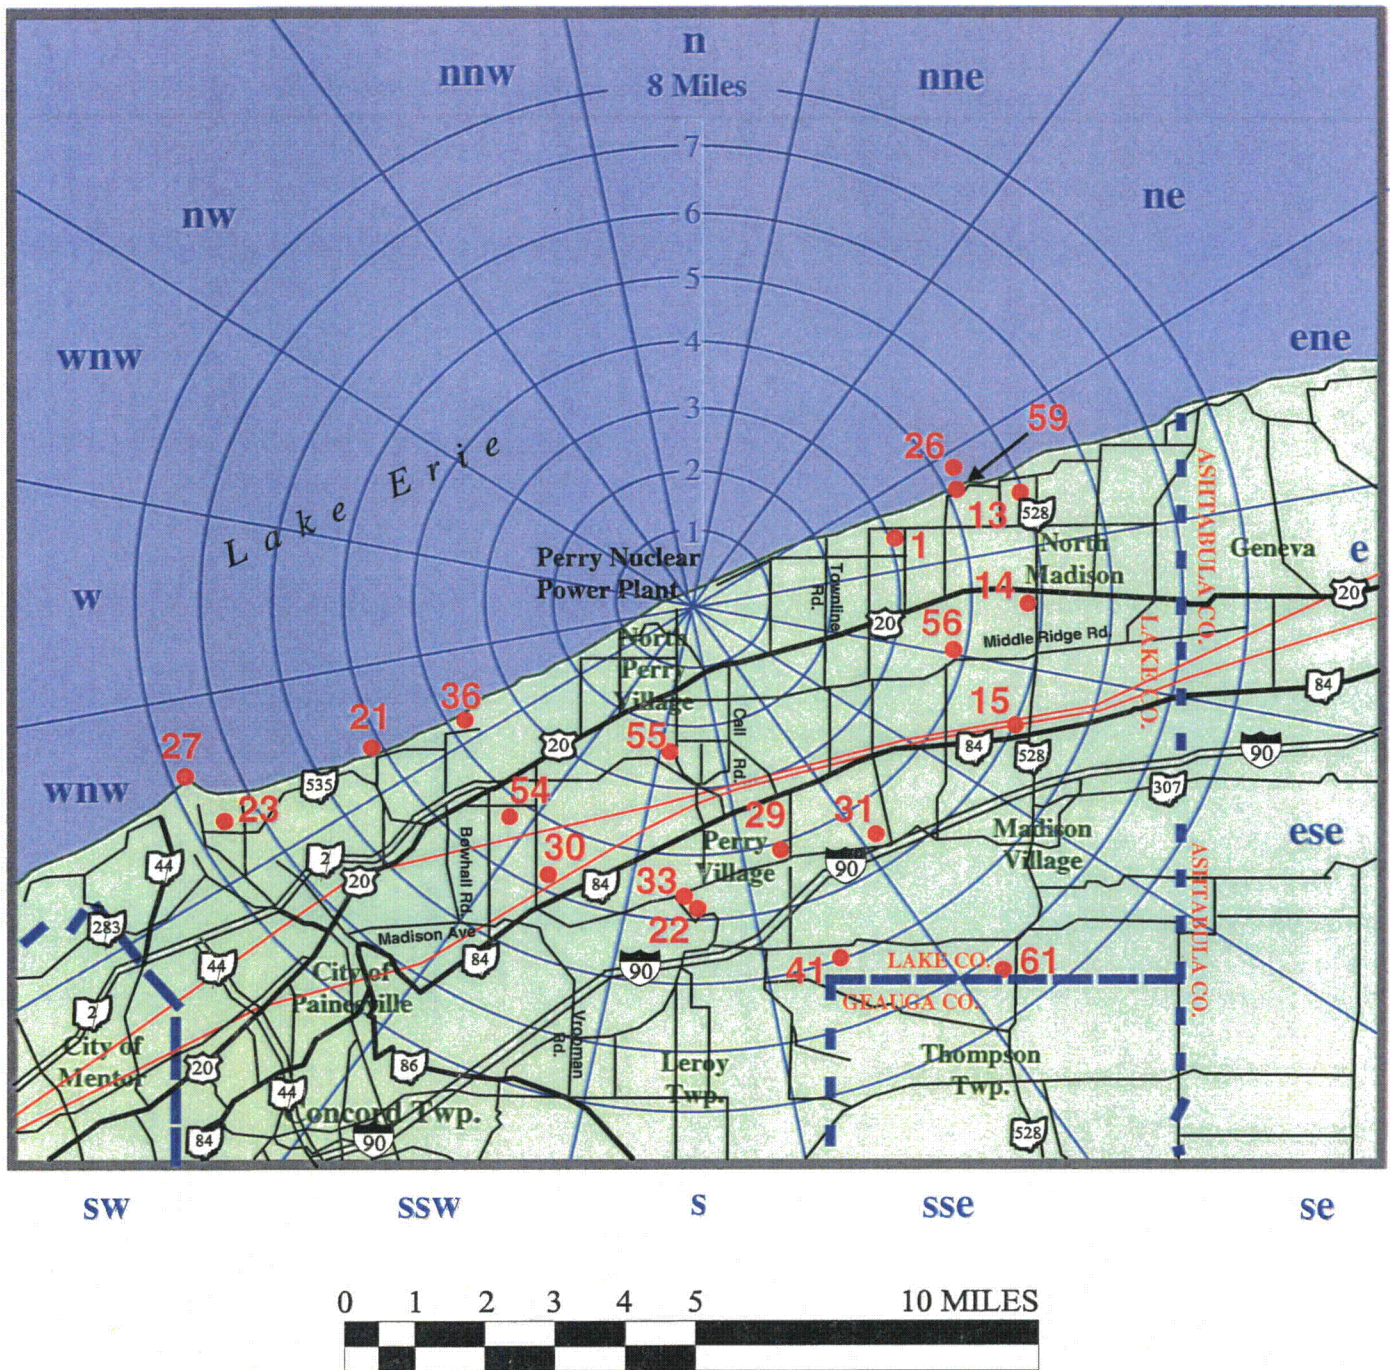 n
8 Miles
nnw
nne
7
nw
6
ne
5
wnw
4
ene
3
59
26
Lake Erie
2
ASHTABULA CO.
13
528
1
1
North
Madison
Geneva
e
Perry Nuclear
Power Plant
Townline
Rd.
w
14
20
20
56
Middle Ridge Rd.
LAKE CO.
North
Perry
Village
36
15
84
21
Call
Rd.
55
20
84
528
90
27
wnw
535
307
23
54
29
31
Madison
Village
ese
44
2
20
Bowhall Rd.
30
Perry
Village
90
84
33
ASHTABULA CO.
283
Madison Ave
22
84
44
City of
Painesville
90
41
LAKE CO.
61
GEAUGA CO.
2
City of
Mentor
20
86
Vrooman
Rd.
Leroy
Twp.
Thompson
Twp.
44
Concord Twp.
84
90
528
sw
ssw
s
sse
se
0 1 2 3 4 5 10 MILES